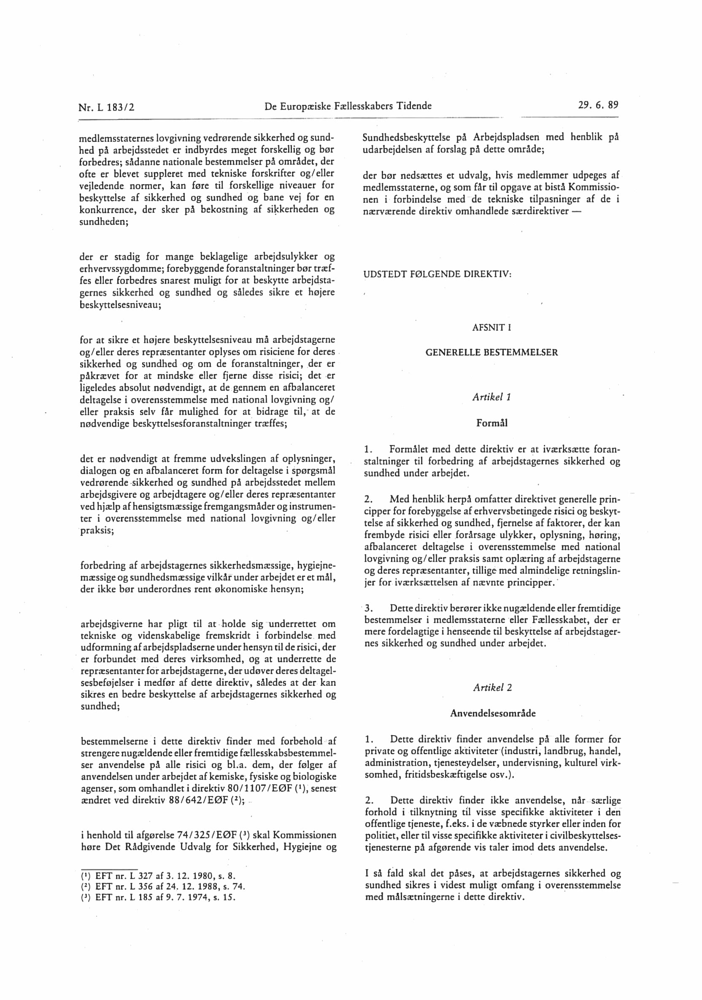 Nr. L 183/2
De Europæiske Fællesskabers Tidende
29. 6. 89
medlemsstaternes lovgivning vedrørende sikkerhed og sund-
hed på arbejdsstedet er indbyrdes meget forskellig og bør
forbedres; sådanne nationale bestemmelser på området, der
ofte er blevet suppleret med tekniske forskrifter og/eller
vejledende normer, kan føre til forskellige niveauer for
beskyttelse af sikkerhed og sundhed og bane vej for en
konkurrence, der sker på bekostning af sikkerheden og
sundheden;
der er stadig for mange beklagelige arbejdsulykker og
erhvervssygdomme; forebyggende foranstaltninger bør træf-
fes eller forbedres snarest muligt for at beskytte arbejdsta-
gernes sikkerhed og sundhed og således sikre et højere
beskyttelsesniveau;
for at sikre et højere beskyttelsesniveau må arbejdstagerne
og/eller deres repræsentanter oplyses om risiciene for deres
sikkerhed og sundhed og om de foranstaltninger, der er
påkrævet for at mindske eller fjerne disse risici; det er
ligeledes absolut nødvendigt, at de gennem en afbalanceret
deltagelse i overensstemmelse med national lovgivning og/
eller praksis selv får mulighed for at bidrage til, at de
nødvendige beskyttelsesforanstaltninger træffes;
det er nødvendigt at fremme udvekslingen af oplysninger,
dialogen og en afbalanceret form for deltagelse i spørgsmål
vedrørende sikkerhed og sundhed på arbejdsstedet mellem
arbejdsgivere og arbejdtagere og/eller deres repræsentanter
ved hjælp af hensigtsmæssige fremgangsmåder og instrumen-
ter i overensstemmelse med national lovgivning og/eller
praksis;
forbedring af arbejdstagernes sikkerhedsmæssige, hygiejne-
mæssige og sundhedsmæssige vilkår under arbejdet er et mål,
der ikke bør underordnes rent økonomiske hensyn;
arbejdsgiverne har pligt til at holde sig underrettet om
tekniske og videnskabelige fremskridt i forbindelse med
udformning af arbejdspladserne under hensyn til de risici, der
er forbundet med deres virksomhed, og at underrette de
repræsentanter for arbejdstagerne, der udøver deres deltagel-
sesbeføjelser i medfør af dette direktiv, således at der kan
sikres en bedre beskyttelse af arbejdstagernes sikkerhed og
sundhed;
bestemmelserne i dette direktiv finder med forbehold af
strengere nugældende eller fremtidige fællesskabsbestemmel-
ser anvendelse på alle risici og bl.a. dem, der følger af
anvendelsen under arbejdet af kemiske, fysiske og biologiske
agenser, som omhandlet i direktiv 80/1107/EØF (¹), senest
ændret ved direktiv 88/642/EØF (²);
i henhold til afgørelse 74/325/EØF (³) skal Kommissionen
høre Det Rådgivende Udvalg for Sikkerhed, Hygiejne og
(¹) EFT nr. L 327 af 3. 12. 1980, s. 8.
(²) EFT nr. L 356 af 24. 12. 1988, s. 74.
(³) EFT nr. L 185 af 9. 7. 1974, s. 15.
Sundhedsbeskyttelse på Arbejdspladsen med henblik på
udarbejdelsen af forslag på dette område;
der bør nedsættes et udvalg, hvis medlemmer udpeges af
medlemsstaterne, og som får til opgave at bistå Kommissio-
nen i forbindelse med de tekniske tilpasninger af de i
nærværende direktiv omhandlede særdirektiver —
UDSTEDT FØLGENDE DIREKTIV:
AFSNIT I
GENERELLE BESTEMMELSER
Artikel 1
Formål
1. Formålet med dette direktiv er at iværksætte foran-
staltninger til forbedring af arbejdstagernes sikkerhed og
sundhed under arbejdet.
2. Med henblik herpå omfatter direktivet generelle prin-
cipper for forebyggelse af erhvervsbetingede risici og beskyt-
telse af sikkerhed og sundhed, fjernelse af faktorer, der kan
frembyde risici eller forårsage ulykker, oplysning, høring,
afbalanceret deltagelse i overensstemmelse med national
lovgivning og/eller praksis samt oplæring af arbejdstagerne
og deres repræsentanter, tillige med almindelige retningslin-
jer for iværksættelsen af nævnte principper.
3. Dette direktiv berører ikke nugældende eller fremtidige
bestemmelser i medlemsstaterne eller Fællesskabet, der er
mere fordelagtige i henseende til beskyttelse af arbejdstager-
nes sikkerhed og sundhed under arbejdet.
Artikel 2
Anvendelsesområde
1. Dette direktiv finder anvendelse på alle former for
private og offentlige aktiviteter (industri, landbrug, handel,
administration, tjenesteydelser, undervisning, kulturel virk-
somhed, fritidsbeskæftigelse osv.).
2. Dette direktiv finder ikke anvendelse, når særlige
forhold i tilknytning til visse specifikke aktiviteter i den
offentlige tjeneste, f.eks. i de væbnede styrker eller inden for
politiet, eller til visse specifikke aktiviteter i civilbeskyttelses-
tjenesterne på afgørende vis taler imod dets anvendelse.
I så fald skal det påses, at arbejdstagernes sikkerhed og
sundhed sikres i videst muligt omfang i overensstemmelse
med målsætningerne i dette direktiv.